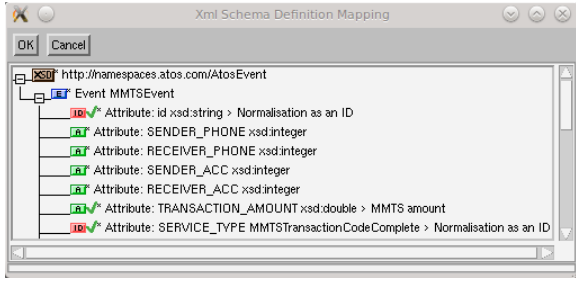 Xml Schema Definition Mapping
OK Cancel
XSD* http://namespaces.atos.com/AtosEvent
E* Event MMTSEvent
ID* Attribute: id xsd:string > Normalisation as an ID
A* Attribute: SENDER_PHONE xsd:integer
A* Attribute: RECEIVER_PHONE xsd:integer
A* Attribute: SENDER_ACC xsd:integer
A* Attribute: RECEIVER_ACC xsd:integer
A* Attribute: TRANSACTION_AMOUNT xsd:double > MMTS amount
ID* Attribute: SERVICE_TYPE MMTSTransactionCodeComplete > Normalisation as an ID